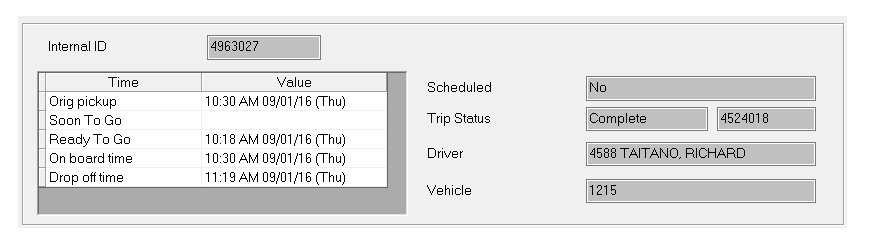 Internal ID 4963027
Time Value
Orig pickup 10:30 AM 09/01/16 (Thu)
Soon To Go
Ready To Go 10:18 AM 09/01/16 (Thu)
On board time 10:30 AM 09/01/16 (Thu)
Drop off time 11:19 AM 09/01/16 (Thu)
Scheduled No
Trip Status Complete 4524018
Driver 4588 TAITANO, RICHARD
Vehicle 1215